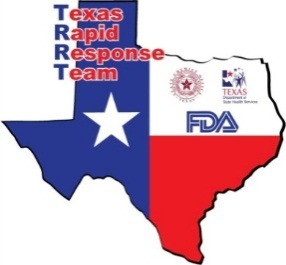 Texas
Rapid
Response
Team
TEXAS
Department of
State Health Services
FDA